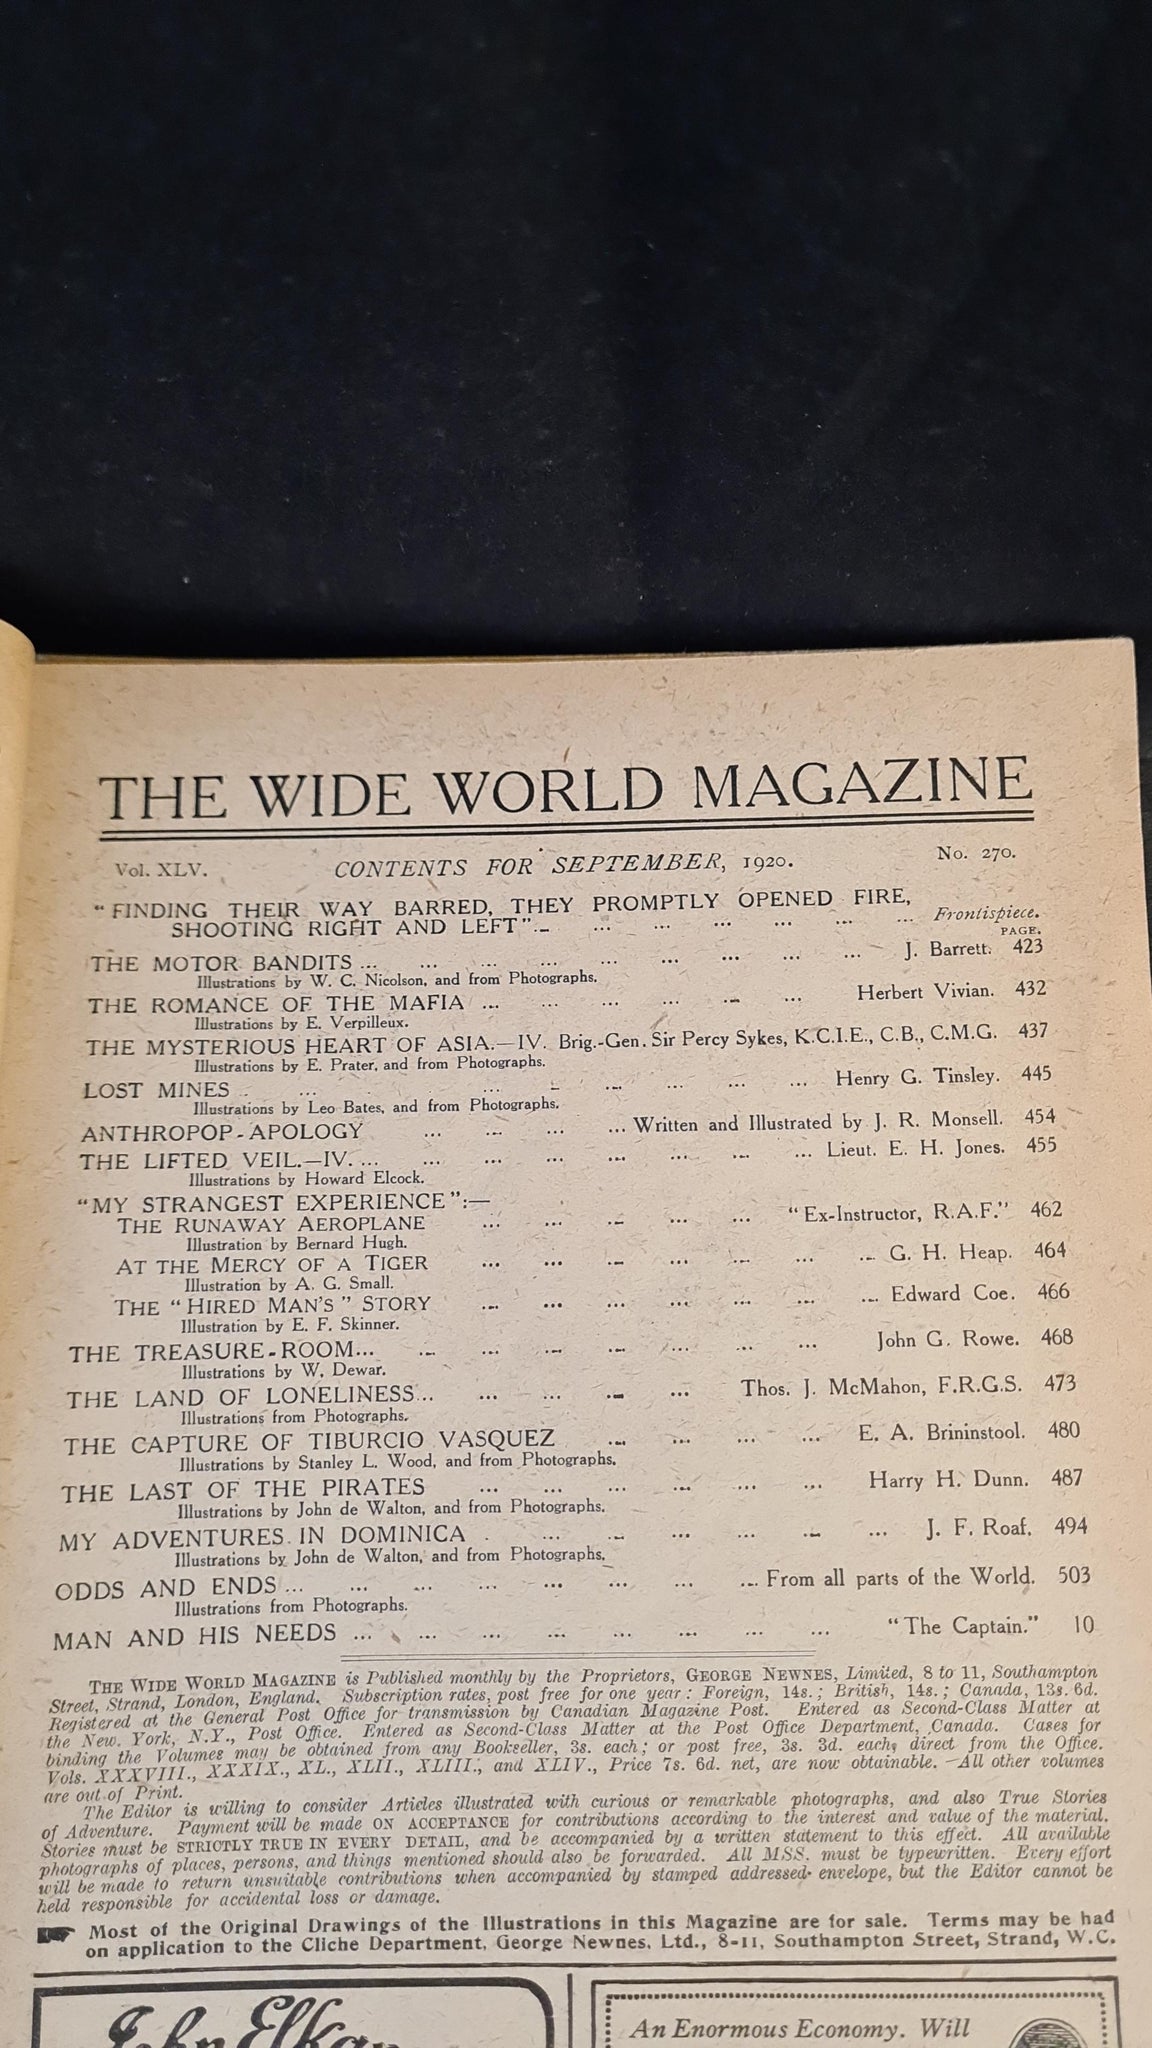 THE WIDE WORLD MAGAZINE
Vol. XLV. CONTENTS FOR SEPTEMBER, 1920. No. 270.
"FINDING THEIR WAY BARRED, THEY PROMPTLY OPENED FIRE,
SHOOTING RIGHT AND LEFT" ... ... ... ... ... ... ... Frontispiece.
PAGE.
THE MOTOR BANDITS ... ... ... ... ... ... ... ... ... J. Barrett. 423
Illustrations by W. C. Nicolson, and from Photographs.
THE ROMANCE OF THE MAFIA ... ... ... ... ... ... Herbert Vivian. 432
Illustrations by E. Verpilleux.
THE MYSTERIOUS HEART OF ASIA.—IV. Brig.-Gen. Sir Percy Sykes, K.C.I.E., C.B., C.M.G. 437
Illustrations by E. Prater, and from Photographs.
LOST MINES ... ... ... ... ... ... ... ... Henry G. Tinsley. 445
Illustrations by Leo Bates, and from Photographs.
ANTHROPOP-APOLOGY ... ... ... ... Written and Illustrated by J. R. Monsell. 454
THE LIFTED VEIL.—IV. ... ... ... ... ... ... ... ... Lieut. E. H. Jones. 455
Illustrations by Howard Elcock.
"MY STRANGEST EXPERIENCE":—
THE RUNAWAY AEROPLANE ... ... ... ... ... "Ex-Instructor, R.A.F." 462
Illustration by Bernard Hugh.
AT THE MERCY OF A TIGER ... ... ... ... ... ... ... G. H. Heap. 464
Illustration by A. G. Small.
THE "HIRED MAN'S" STORY ... ... ... ... ... ... ... Edward Coe. 466
Illustration by E. F. Skinner.
THE TREASURE-ROOM... ... ... ... ... ... ... ... John G. Rowe. 468
Illustrations by W. Dewar.
THE LAND OF LONELINESS... ... ... ... ... Thos. J. McMahon, F.R.G.S. 473
Illustrations from Photographs.
THE CAPTURE OF TIBURCIO VASQUEZ ... ... ... ... E. A. Brininstool. 480
Illustrations by Stanley L. Wood, and from Photographs.
THE LAST OF THE PIRATES ... ... ... ... ... ... Harry H. Dunn. 487
Illustrations by John de Walton, and from Photographs.
MY ADVENTURES IN DOMINICA . ... ... ... ... ... ... J. F. Roaf. 494
Illustrations by John de Walton, and from Photographs.
ODDS AND ENDS ... ... ... ... ... ... ... ... From all parts of the World. 503
Illustrations from Photographs.
MAN AND HIS NEEDS ... ... ... ... ... ... ... ... "The Captain." 10
THE WIDE WORLD MAGAZINE is Published monthly by the Proprietors, GEORGE NEWNES, Limited, 8 to 11, Southampton
Street, Strand, London, England. Subscription rates, post free for one year: Foreign, 14s.; British, 14s.; Canada, 13s. 6d.
Registered at the General Post Office for transmission by Canadian Magazine Post. Entered as Second-Class Matter at
the New York, N.Y., Post Office. Entered as Second-Class Matter at the Post Office Department, Canada. Cases for
binding the Volumes may be obtained from any Bookseller, 3s. each; or post free, 3s. 3d. each, direct from the Office.
Vols. XXXVIII., XXXIX., XL., XLII., XLIII., and XLIV., Price 7s. 6d. net, are now obtainable. —All other volumes
are out of Print.
The Editor is willing to consider Articles illustrated with curious or remarkable photographs, and also True Stories
of Adventure. Payment will be made ON ACCEPTANCE for contributions according to the interest and value of the material.
Stories must be STRICTLY TRUE IN EVERY DETAIL, and be accompanied by a written statement to this effect. All available
photographs of places, persons, and things mentioned should also be forwarded. All MSS. must be typewritten. Every effort
will be made to return unsuitable contributions when accompanied by stamped addressed envelope, but the Editor cannot be
held responsible for accidental loss or damage.
Most of the Original Drawings of the Illustrations in this Magazine are for sale. Terms may be had
on application to the Cliche Department, George Newnes, Ltd., 8-11, Southampton Street, Strand, W.C.
John Elkan
An Enormous Economy. Will